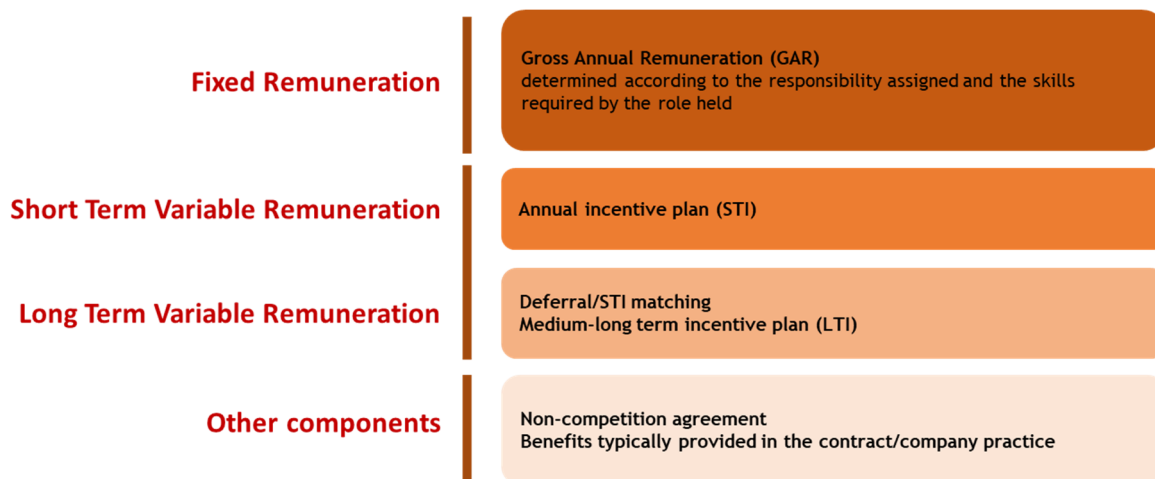 Fixed Remuneration
Gross Annual Remuneration (GAR)
determined according to the responsibility assigned and the skills
required by the role held
Short Term Variable Remuneration
Annual incentive plan (STI)
Long Term Variable Remuneration
Deferral/STI matching
Medium-long term incentive plan (LTI)
Other components
Non-competition agreement
Benefits typically provided in the contract/company practice